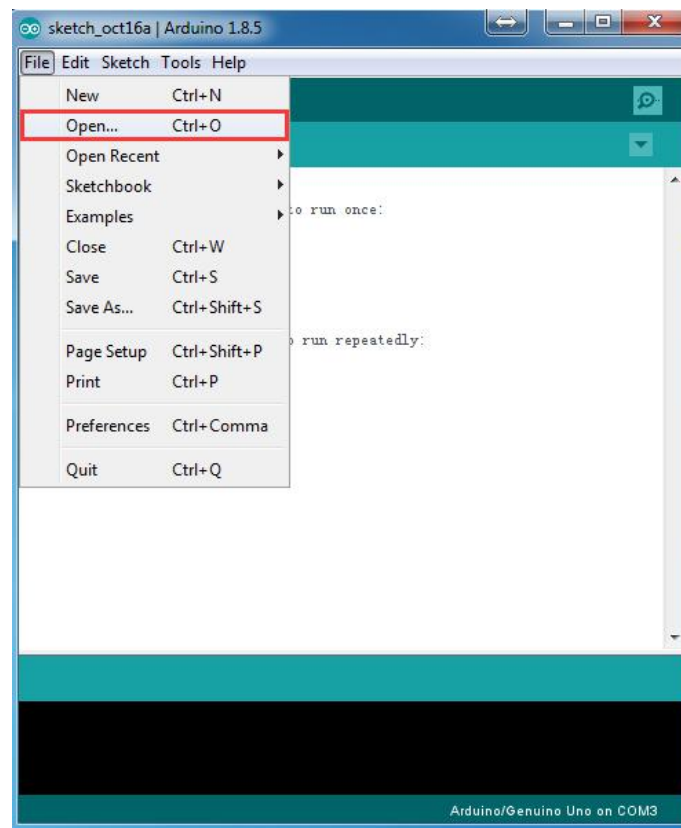 sketch_oct16a | Arduino 1.8.5
File Edit Sketch Tools Help
New Ctrl+N
Open... Ctrl+O
Open Recent
Sketchbook
Examples
to run once:
Close Ctrl+W
Save Ctrl+S
Save As... Ctrl+Shift+S
Page Setup Ctrl+Shift+P
run repeatedly:
Print Ctrl+P
Preferences Ctrl+Comma
Quit Ctrl+Q
Arduino/Genuino Uno on COM3